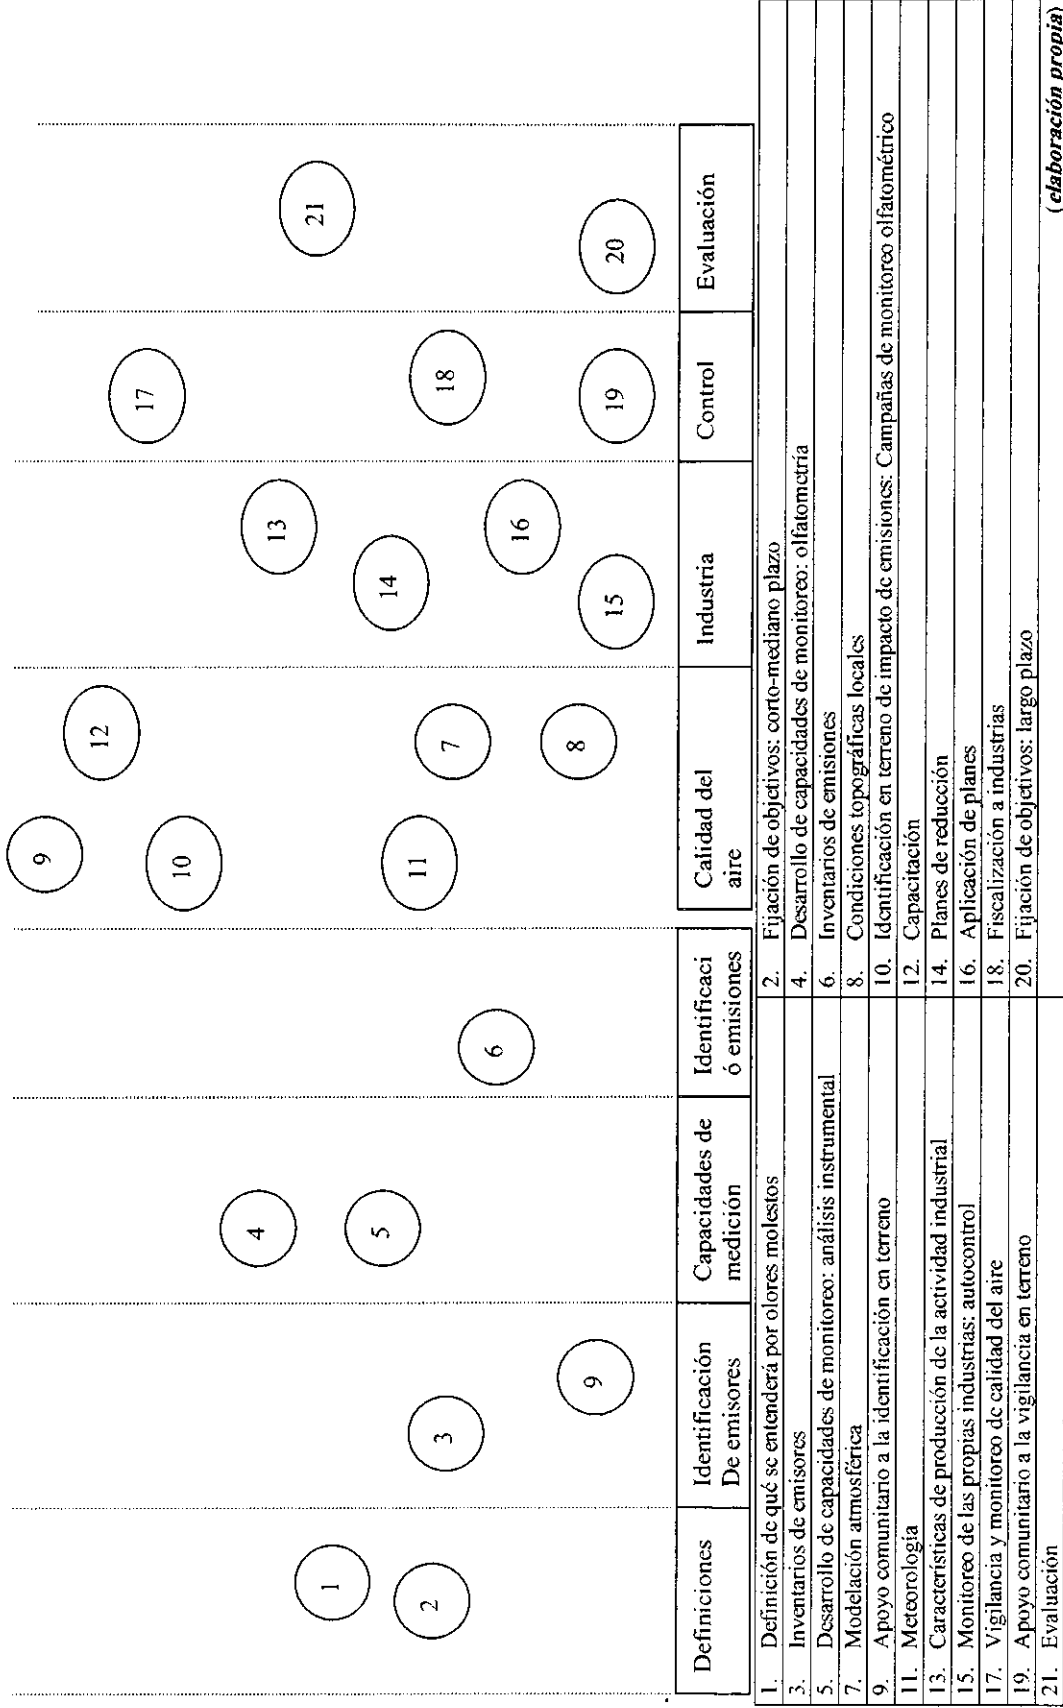 9
12
10
17
4
13
21
1
5
14
11
2
3
7
18
6
16
9
8
15
19
20
Definiciones
Identificación
De emisores
Capacidades de
medición
Identificaci
ó emisiones
Calidad del
aire
Industria
Control
Evaluación
1. Definición de qué se entenderá por olores molestos
2. Fijación de objetivos: corto-mediano plazo
3. Inventarios de emisores
4. Desarrollo de capacidades de monitoreo: olfatometría
5. Desarrollo de capacidades de monitoreo: análisis instrumental
6. Inventarios de emisiones
7. Modelación atmosférica
8. Condiciones topográficas locales
9. Apoyo comunitario a la identificación en terreno
10. Identificación en terreno de impacto de emisiones: Campañas de monitoreo olfatométrico
11. Meteorología
12. Capacitación
13. Características de producción de la actividad industrial
14. Planes de reducción
15. Monitoreo de las propias industrias: autocontrol
16. Aplicación de planes
17. Vigilancia y monitoreo de calidad del aire
18. Fiscalización a industrias
19. Apoyo comunitario a la vigilancia en terreno
20. Fijación de objetivos: largo plazo
21. Evaluación
(elaboración propia)